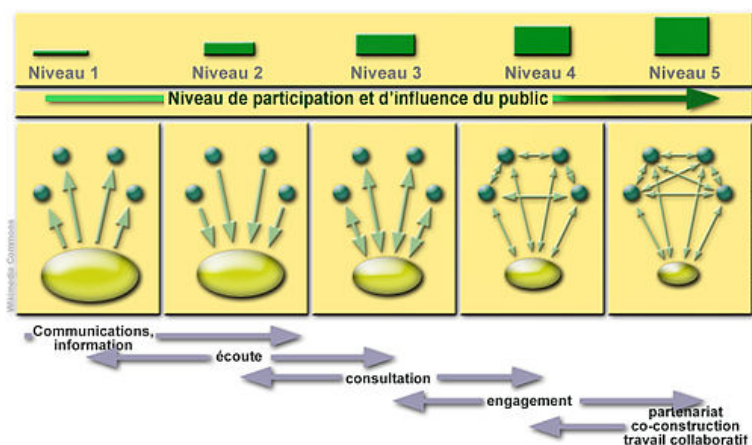 Niveau 1
Niveau 2
Niveau 3
Niveau 4
Niveau 5
Niveau de participation et d'influence du public
Wikimedia Commons
Communications,
information
écoute
consultation
engagement
partenariat
co-construction
travail collaboratif